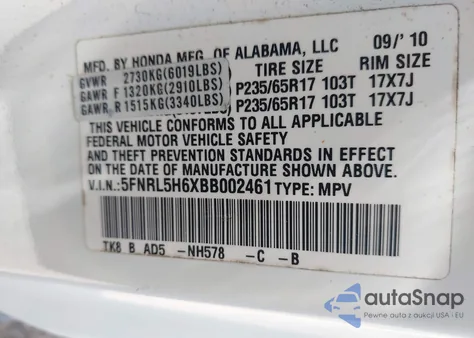 MFD. BY HONDA MFG. OF ALABAMA, LLC 09/' 10
GVWR 2730KG(6019LBS) TIRE SIZE RIM SIZE
GAWR F 1320KG(2910LBS) P235/65R17 103T 17X7J
GAWR R 1515KG(3340LBS) P235/65R17 103T 17X7J
THIS VEHICLE CONFORMS TO ALL APPLICABLE
FEDERAL MOTOR VEHICLE SAFETY
AND THEFT PREVENTION STANDARDS IN EFFECT
ON THE DATE OF MANUFACTURE SHOWN ABOVE.
V.I.N.:5FNRL5H6XBB002461 TYPE: MPV
TK8 B AD5 -NH578 -C -B
autoSnap
Pewne auta z aukcji USA i EU